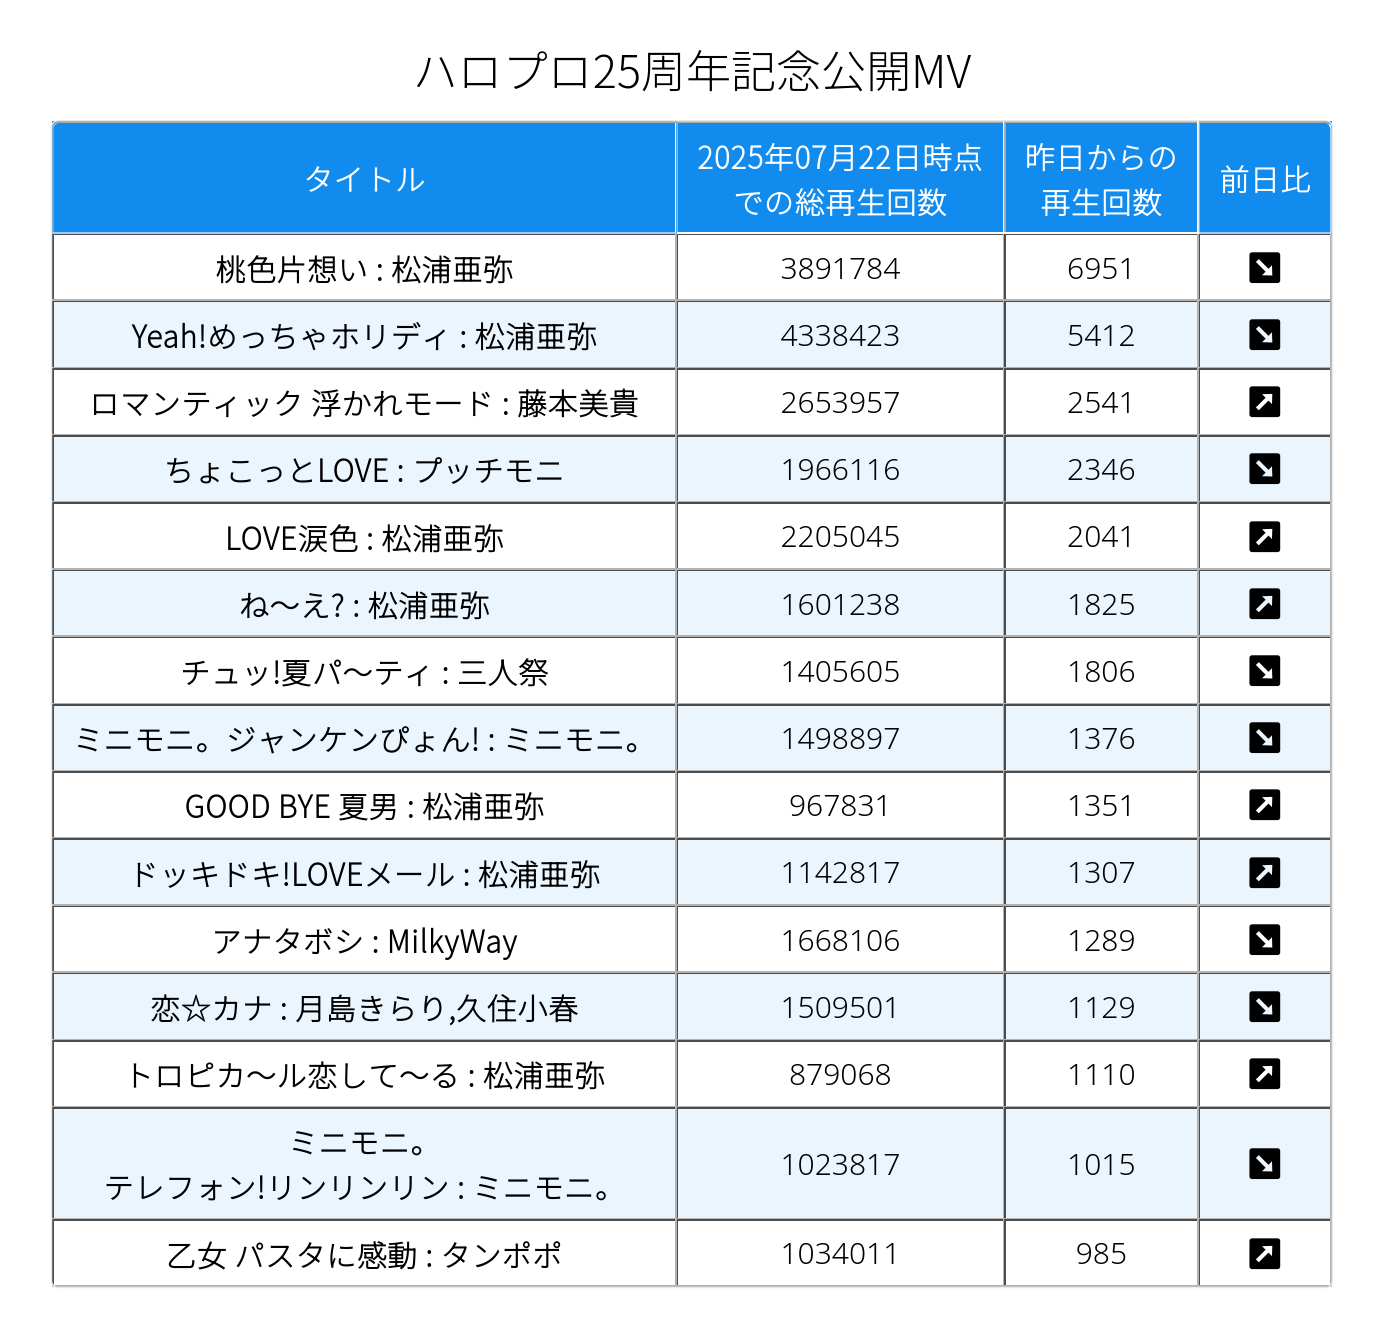 ハロプロ25周年記念公開MV
タイトル
2025年07月22日時点
での総再生回数
昨日からの
再生回数
前日比
桃色片想い : 松浦亜弥 3891784 6951 ↘
Yeah!めっちゃホリディ : 松浦亜弥 4338423 5412 ↘
ロマンティック 浮かれモード : 藤本美貴 2653957 2541 ↗
ちょこっとLOVE : プッチモニ 1966116 2346 ↘
LOVE涙色 : 松浦亜弥 2205045 2041 ↗
ね〜え? : 松浦亜弥 1601238 1825 ↗
チュッ!夏パ〜ティ : 三人祭 1405605 1806 ↘
ミニモニ。ジャンケンぴょん! : ミニモニ。 1498897 1376 ↘
GOOD BYE 夏男 : 松浦亜弥 967831 1351 ↗
ドッキドキ!LOVEメール : 松浦亜弥 1142817 1307 ↗
アナタボシ : MilkyWay 1668106 1289 ↘
恋☆カナ : 月島きらり,久住小春 1509501 1129 ↘
トロピカ〜ル恋して〜る : 松浦亜弥 879068 1110 ↗
ミニモニ。
テレフォン!リンリンリン : ミニモニ。 1023817 1015 ↘
乙女 パスタに感動 : タンポポ 1034011 985 ↗